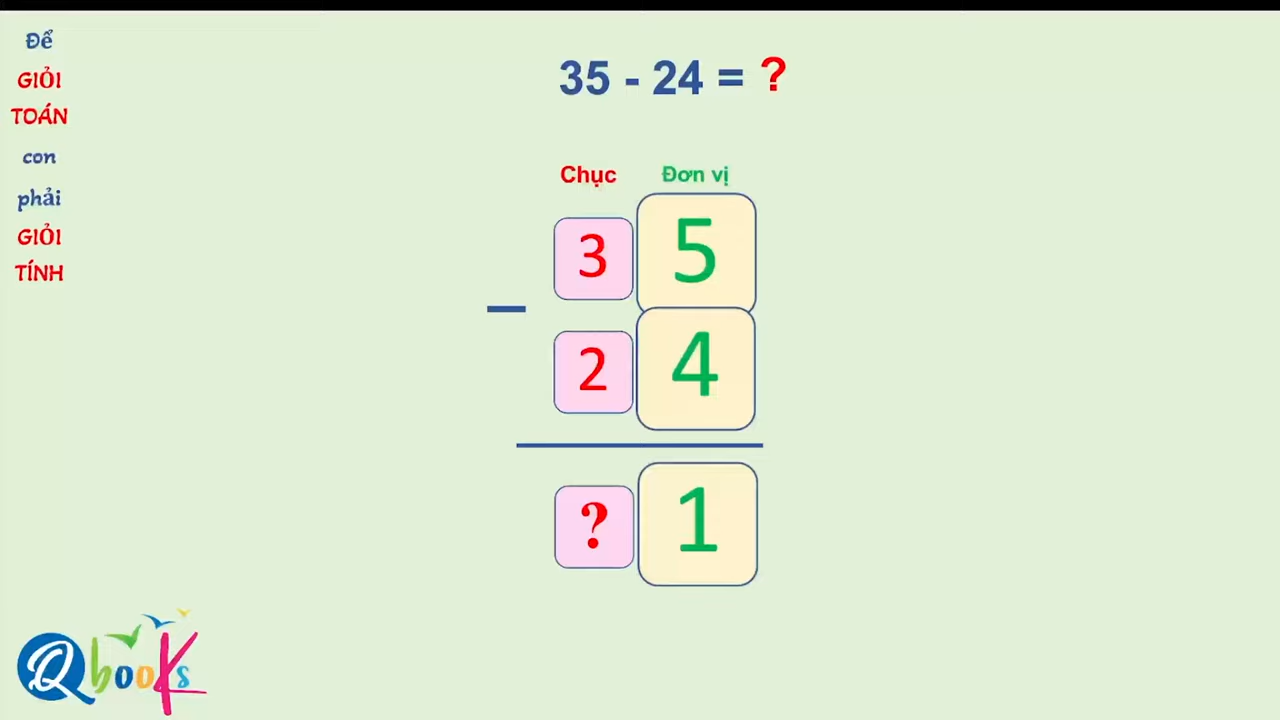 Để
GIỎI
TOÁN
con
phải
GIỎI
TÍNH
35 - 24 = ?
Chục Đơn vị
3 5
−
2 4
? 1
Qbooks